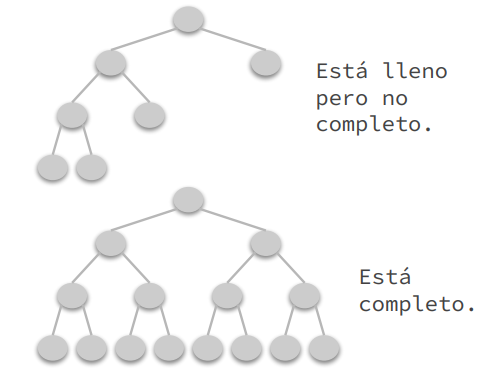 Está lleno
pero no
completo.
Está
completo.